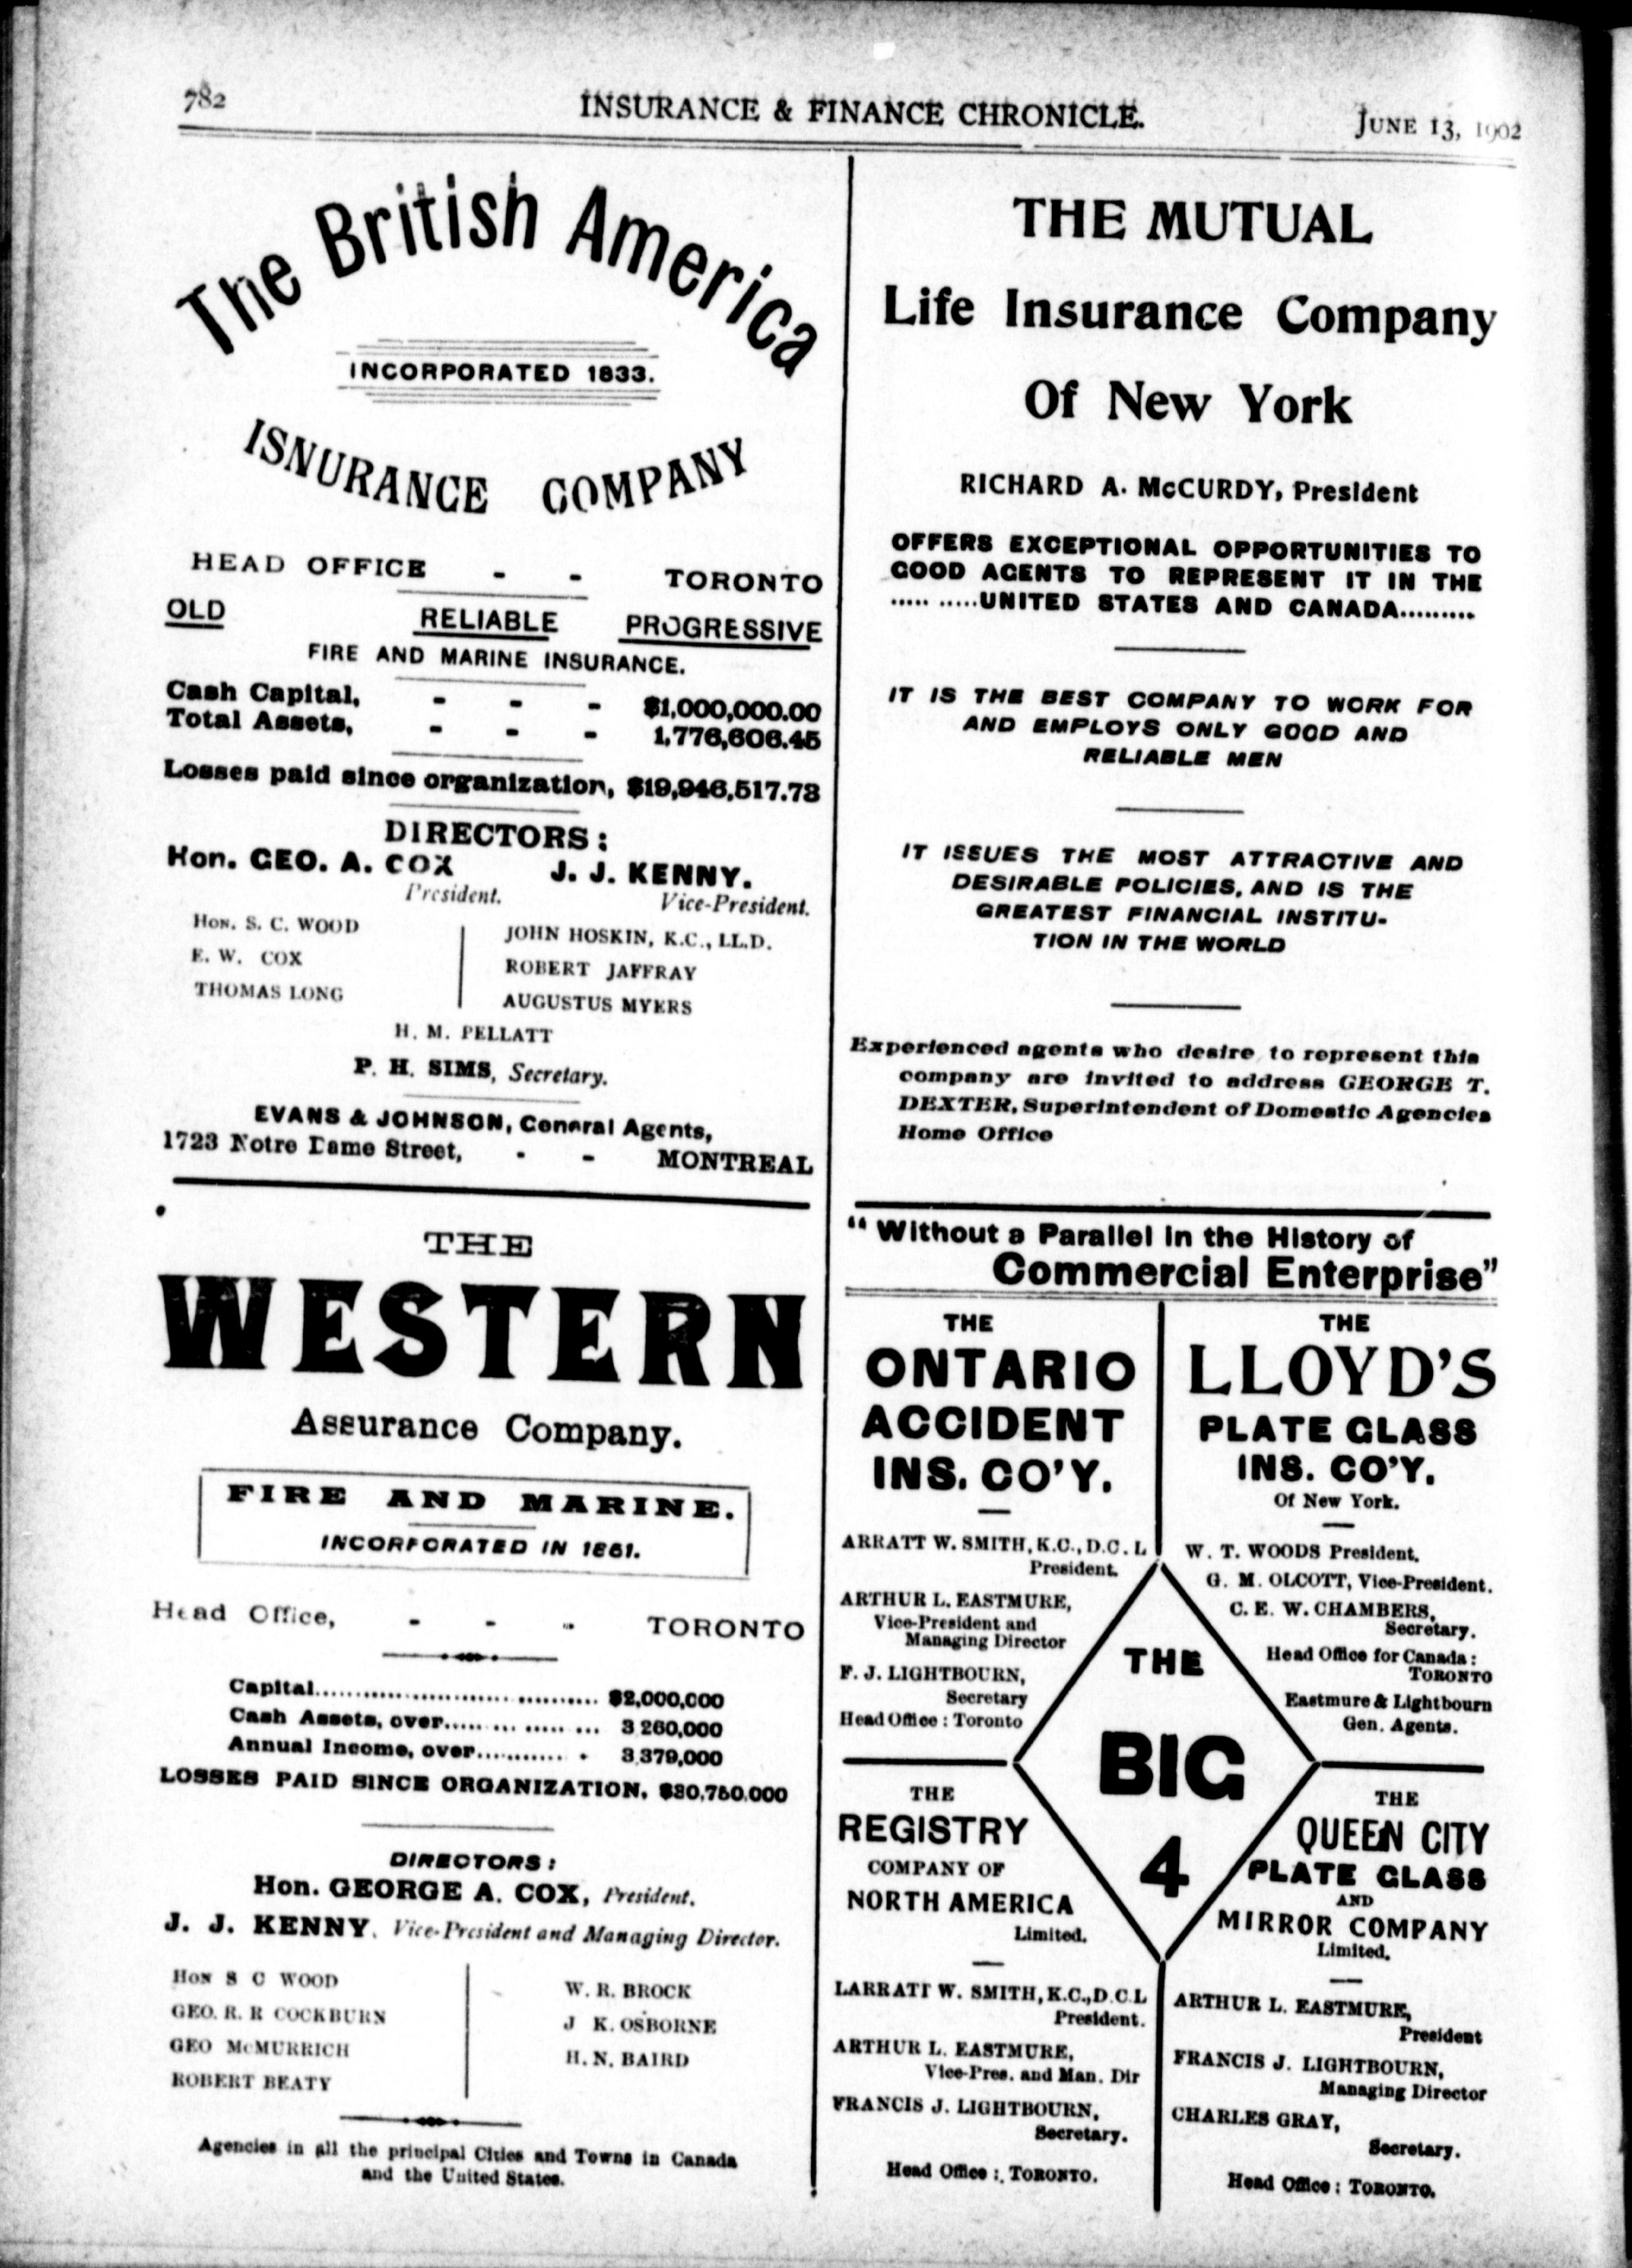 782
INSURANCE & FINANCE CHRONICLE.
JUNE 13, 1902
The British America
INCORPORATED 1833.
ISNURANCE COMPANY
HEAD OFFICE - - TORONTO
OLD RELIABLE PROGRESSIVE
FIRE AND MARINE INSURANCE.
Cash Capital, - - - $1,000,000.00
Total Assets, - - - 1,776,606.45
Losses paid since organization, $19,946,517.73
DIRECTORS:
Hon. GEO. A. COX J. J. KENNY.
President. Vice-President.
HON. S. C. WOOD JOHN HOSKIN, K.C., LL.D.
E. W. COX ROBERT JAFFRAY
THOMAS LONG AUGUSTUS MYERS
H. M. PELLATT
P. H. SIMS, Secretary.
EVANS & JOHNSON, General Agents,
1723 Notre Dame Street, - - MONTREAL
THE
WESTERN
Assurance Company.
FIRE AND MARINE.
INCORPORATED IN 1851.
Head Office, - - - TORONTO
Capital.......................................... $2,000,000
Cash Assets, over................. 3 260,000
Annual Income, over............ 3,379,000
LOSSES PAID SINCE ORGANIZATION, $30,750,000
DIRECTORS:
Hon. GEORGE A. COX, President.
J. J. KENNY, Vice-President and Managing Director.
HON S C WOOD W. R. BROCK
GEO. R. R COCKBURN J K. OSBORNE
GEO McMURRICH H. N. BAIRD
ROBERT BEATY
Agencies in all the principal Cities and Towns in Canada
and the United States.
THE MUTUAL
Life Insurance Company
Of New York
RICHARD A. McCURDY, President
OFFERS EXCEPTIONAL OPPORTUNITIES TO
GOOD AGENTS TO REPRESENT IT IN THE
..... .....UNITED STATES AND CANADA.........
IT IS THE BEST COMPANY TO WORK FOR
AND EMPLOYS ONLY GOOD AND
RELIABLE MEN
IT ISSUES THE MOST ATTRACTIVE AND
DESIRABLE POLICIES, AND IS THE
GREATEST FINANCIAL INSTITU-
TION IN THE WORLD
Experienced agents who desire to represent this
company are invited to address GEORGE T.
DEXTER, Superintendent of Domestic Agencies
Home Office
"Without a Parallel in the History of
Commercial Enterprise"
THE
ONTARIO
ACCIDENT
INS. CO'Y.
ARRATT W. SMITH, K.C., D.C.L
President.
ARTHUR L. EASTMURE,
Vice-President and
Managing Director
F. J. LIGHTBOURN,
Secretary
Head Office : Toronto
THE
LLOYD'S
PLATE GLASS
INS. CO'Y.
Of New York.
W. T. WOODS President.
G. M. OLCOTT, Vice-President.
C. E. W. CHAMBERS,
Secretary.
Head Office for Canada :
TORONTO
Eastmure & Lightbourn
Gen. Agents.
THE
BIG
4
THE
REGISTRY
COMPANY OF
NORTH AMERICA
Limited.
LARRATT W. SMITH, K.C., D.C.L
President.
ARTHUR L. EASTMURE,
Vice-Pres. and Man. Dir
FRANCIS J. LIGHTBOURN,
Secretary.
Head Office : TORONTO.
THE
QUEEN CITY
PLATE GLASS
AND
MIRROR COMPANY
Limited.
ARTHUR L. EASTMURE,
President
FRANCIS J. LIGHTBOURN,
Managing Director
CHARLES GRAY,
Secretary.
Head Office : TORONTO.